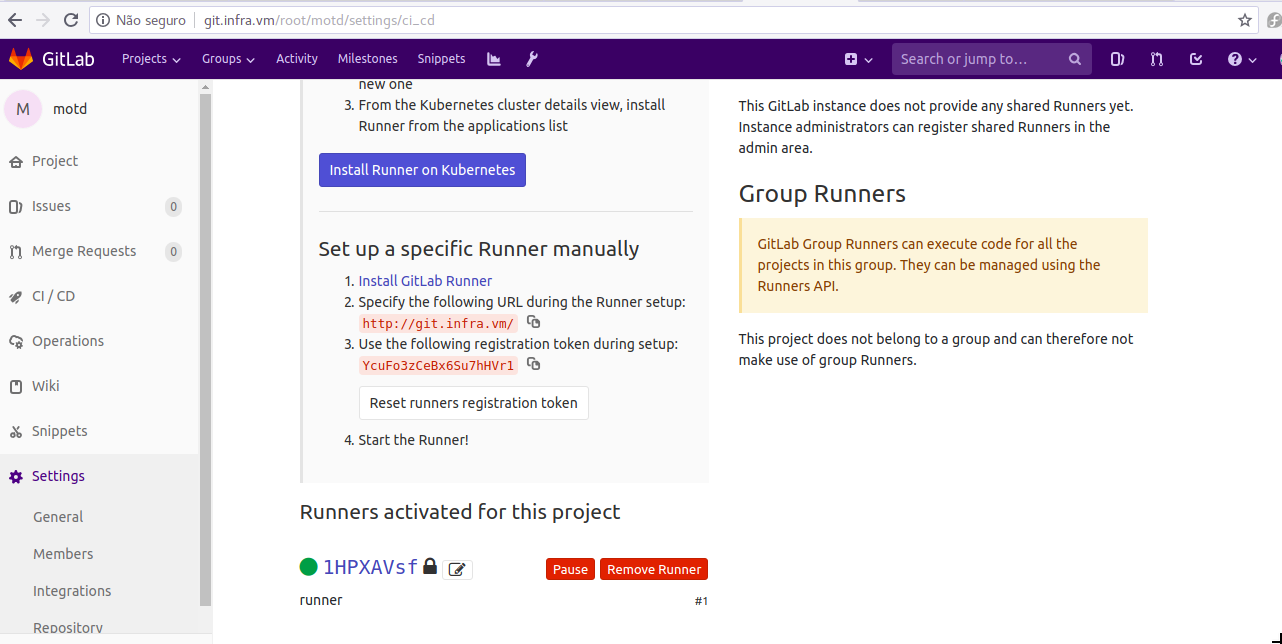 Não seguro
git.infra.vm/root/motd/settings/ci_cd
GitLab
Projects
Groups
Activity
Milestones
Snippets
Search or jump to…
M
motd
Project
Issues
0
Merge Requests
0
CI / CD
Operations
Wiki
Snippets
Settings
General
Members
Integrations
Repository
new one
3. From the Kubernetes cluster details view, install
Runner from the applications list
Install Runner on Kubernetes
Set up a specific Runner manually
1. Install GitLab Runner
2. Specify the following URL during the Runner setup:
http://git.infra.vm/
3. Use the following registration token during setup:
YcuFo3zCeBx6Su7hHVr1
Reset runners registration token
4. Start the Runner!
Runners activated for this project
1HPXAVsf
Pause
Remove Runner
runner
#1
This GitLab instance does not provide any shared Runners yet.
Instance administrators can register shared Runners in the
admin area.
Group Runners
GitLab Group Runners can execute code for all the
projects in this group. They can be managed using the
Runners API.
This project does not belong to a group and can therefore not
make use of group Runners.